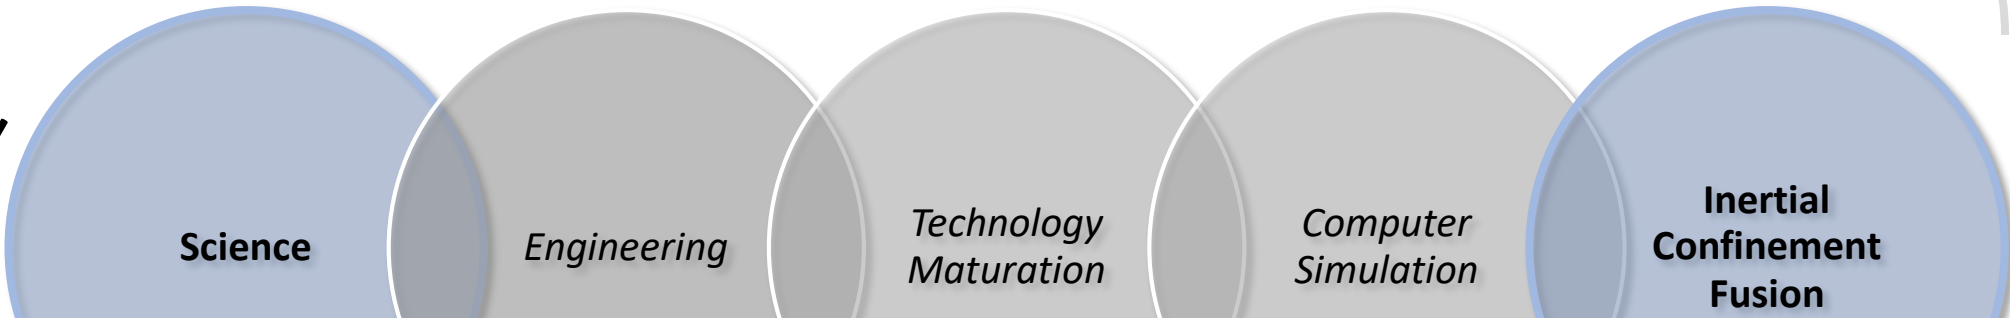 Science
Engineering
Technology
Maturation
Computer
Simulation
Inertial
Confinement
Fusion